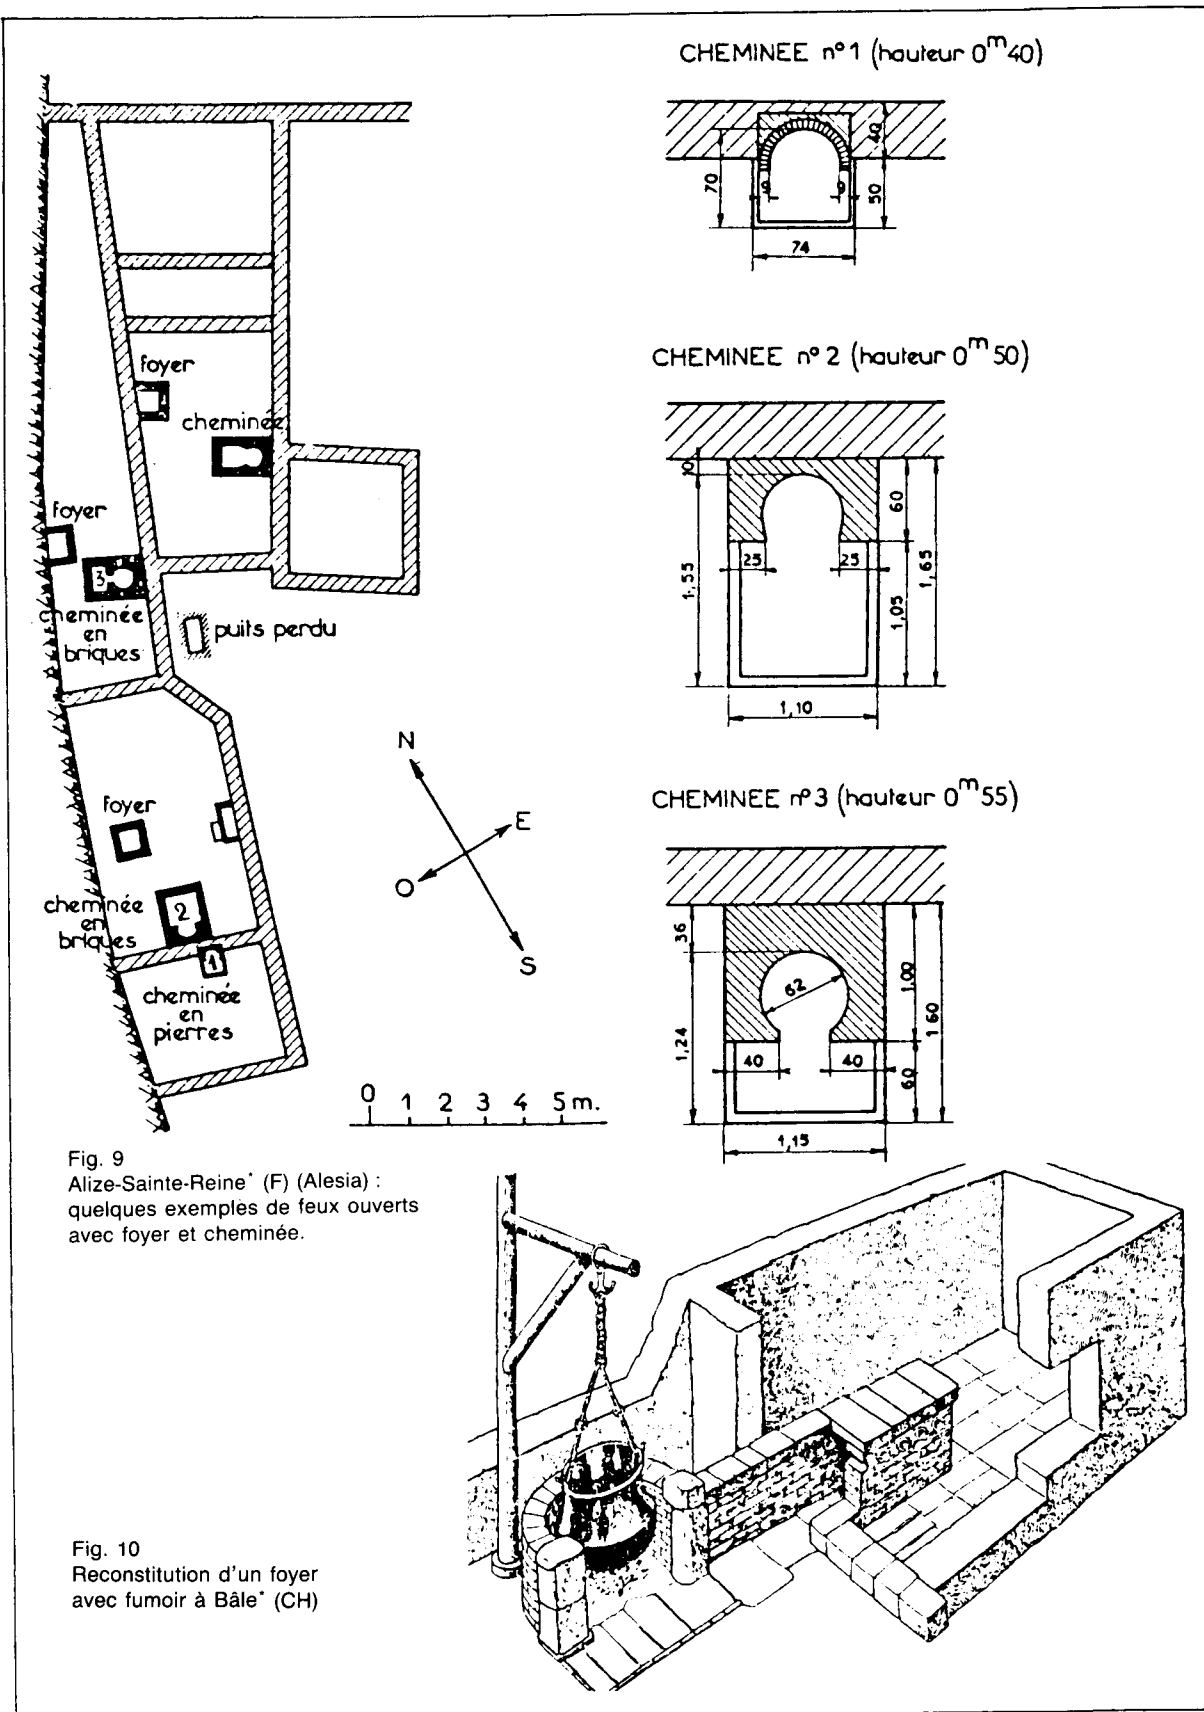 CHEMINEE n° 1 (hauteur 0m40)
70
9
9
40
50
74
CHEMINEE n° 2 (hauteur 0m50)
10
1,55
25
25
60
1,05
1,65
1,10
CHEMINEE n° 3 (hauteur 0m55)
36
1,24
62
40
40
1,00
60
1 60
1,15
foyer
cheminée
foyer
3
cheminée
en
briques
puits perdu
foyer
cheminée
en
briques
2
1
cheminée
en
pierres
N
E
O
S
0 1 2 3 4 5 m.
Fig. 9
Alize-Sainte-Reine* (F) (Alesia) :
quelques exemples de feux ouverts
avec foyer et cheminée.
Fig. 10
Reconstitution d'un foyer
avec fumoir à Bâle* (CH)